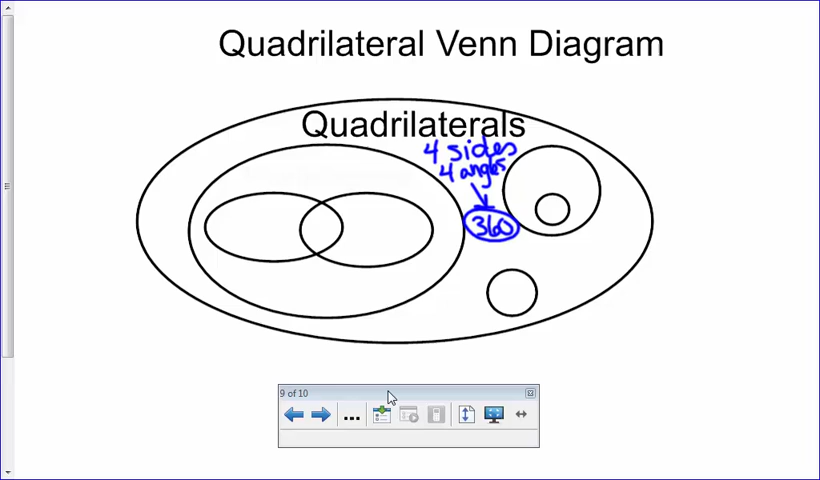 Quadrilateral Venn Diagram
Quadrilaterals
4 sides
4 angles
360
9 of 10
...